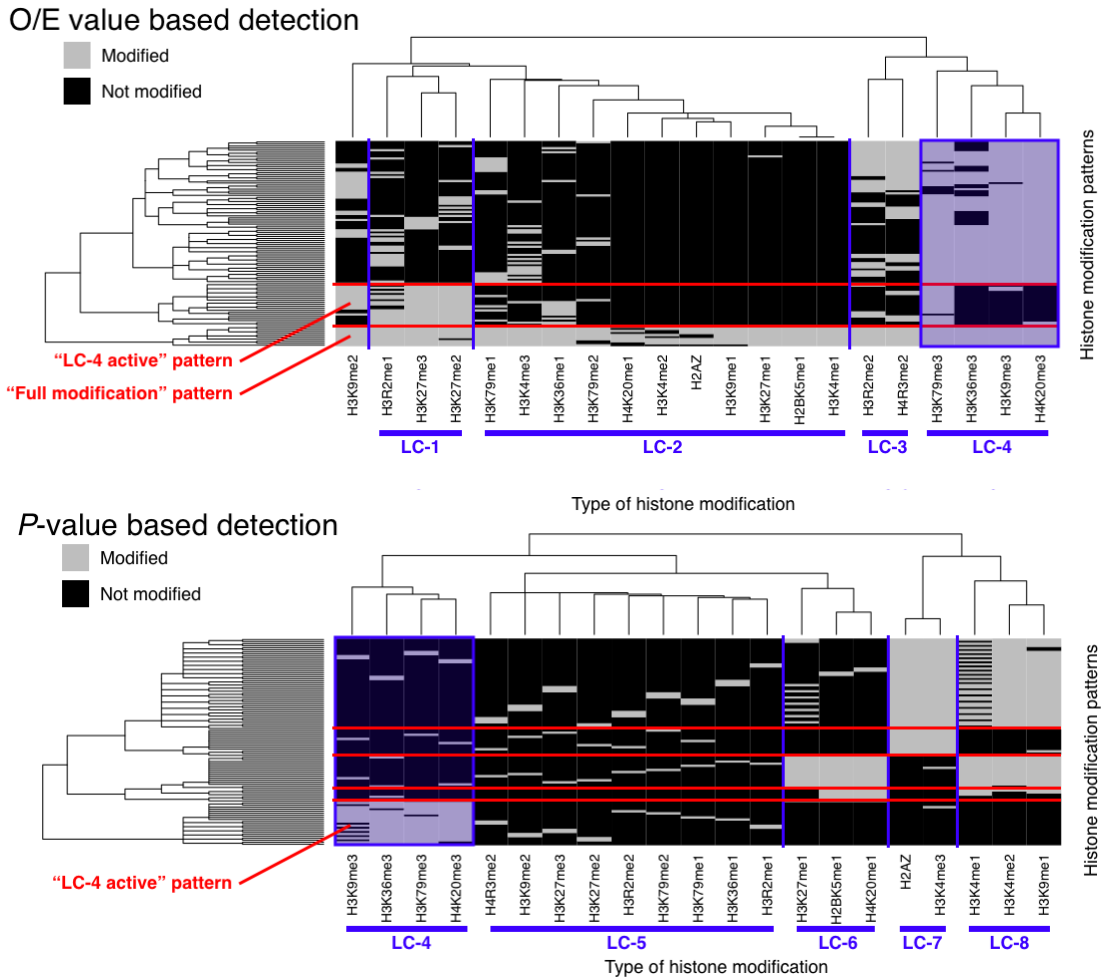 O/E value based detection
Modified
Not modified
Histone modification patterns
"LC-4 active" pattern
"Full modification" pattern
H3K9me2
H3R2me1
H3K27me3
H3K27me2
H3K79me1
H3K4me3
H3K36me1
H3K79me2
H4K20me1
H3K4me2
H2AZ
H3K9me1
H3K27me1
H2BK5me1
H3K4me1
H3R2me2
H4R3me2
H3K79me3
H3K36me3
H3K9me3
H4K20me3
LC-1
LC-2
LC-3
LC-4
Type of histone modification
P-value based detection
Modified
Not modified
Histone modification patterns
"LC-4 active" pattern
H3K9me3
H3K36me3
H3K79me3
H4K20me3
H4R3me2
H3K9me2
H3K27me3
H3K27me2
H3R2me2
H3K79me2
H3K79me1
H3K36me1
H3R2me1
H3K27me1
H2BK5me1
H4K20me1
H2AZ
H3K4me3
H3K4me1
H3K4me2
H3K9me1
LC-4
LC-5
LC-6
LC-7
LC-8
Type of histone modification